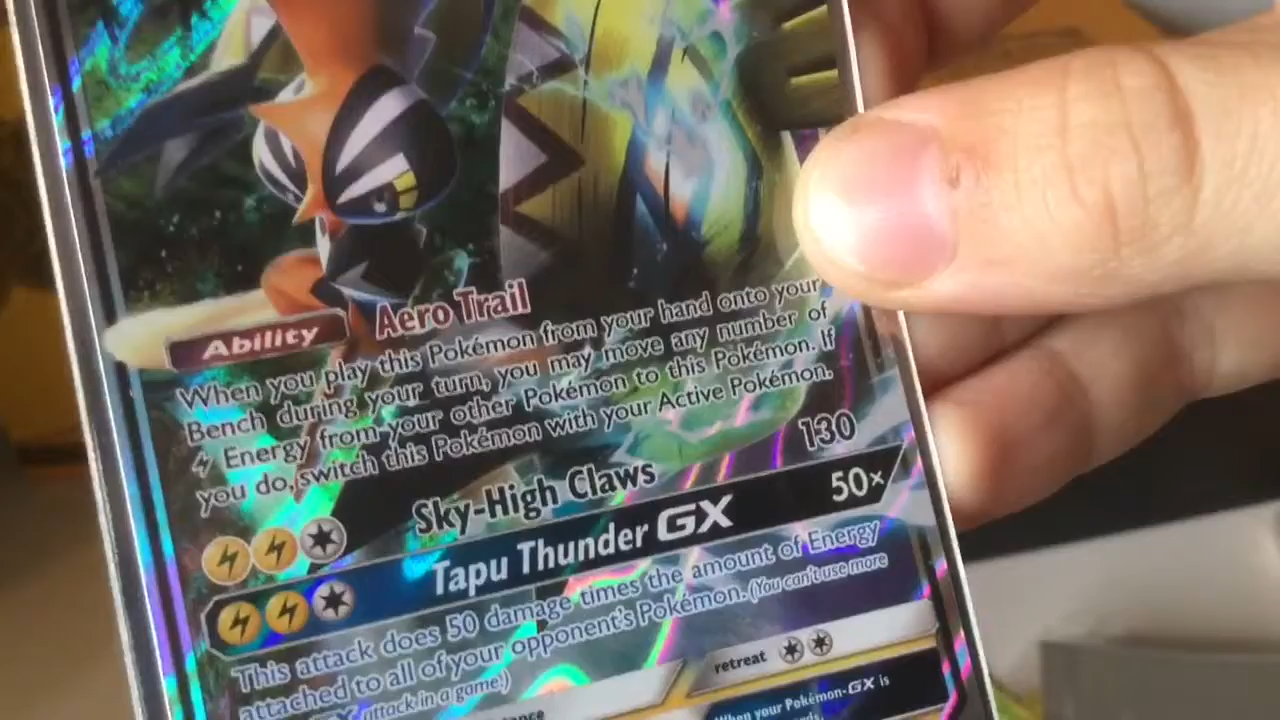 Ability Aero Trail
When you play this Pokémon from your hand onto your
Bench during your turn, you may move any number of
Energy from your other Pokémon to this Pokémon. If
you do, switch this Pokémon with your Active Pokémon.
Sky-High Claws 130
Tapu Thunder GX 50×
This attack does 50 damage times the amount of Energy
attached to all of your opponent's Pokémon. (You can't use more
GX attack in a game.)
retreat
When your Pokémon-GX is